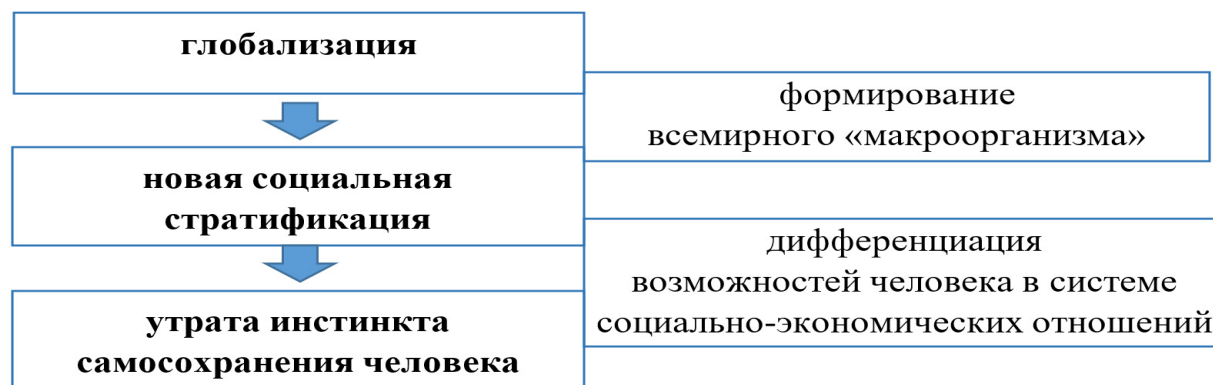 глобализация
формирование
всемирного «макроорганизма»
новая социальная
стратификация
дифференциация
возможностей человека в системе
социально-экономических отношений
утрата инстинкта
самосохранения человека